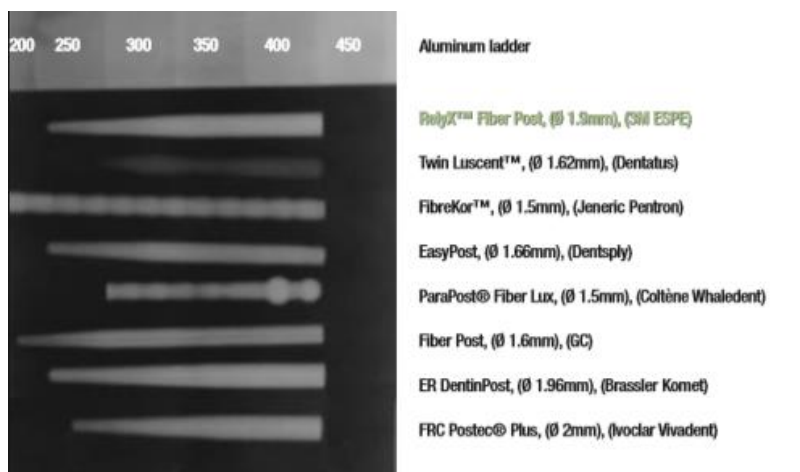 200 250 300 350 400 450 Aluminum ladder
RelyX™ Fiber Post, (Ø 1.9mm), (3M ESPE)
Twin Luscent™, (Ø 1.62mm), (Dentatus)
FibreKor™, (Ø 1.5mm), (Jeneric Pentron)
EasyPost, (Ø 1.66mm), (Dentsply)
ParaPost® Fiber Lux, (Ø 1.5mm), (Coltène Whaledent)
Fiber Post, (Ø 1.6mm), (GC)
ER DentinPost, (Ø 1.96mm), (Brassler Komet)
FRC Postec® Plus, (Ø 2mm), (Ivoclar Vivadent)